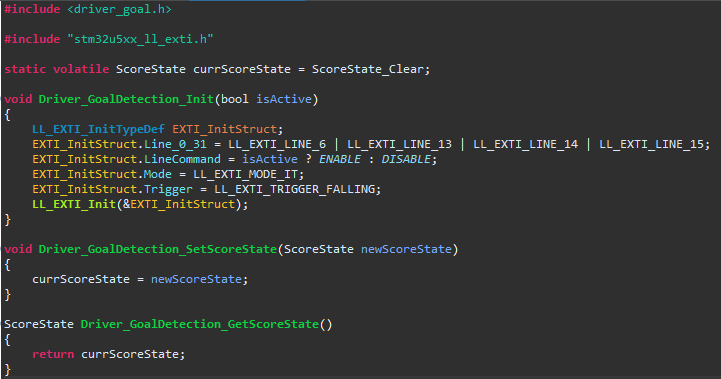 #include <driver_goal.h>
#include "stm32u5xx_ll_exti.h"
static volatile ScoreState currScoreState = ScoreState_Clear;
void Driver_GoalDetection_Init(bool isActive)
{
    LL_EXTI_InitTypeDef EXTI_InitStruct;
    EXTI_InitStruct.Line_0_31 = LL_EXTI_LINE_6 | LL_EXTI_LINE_13 | LL_EXTI_LINE_14 | LL_EXTI_LINE_15;
    EXTI_InitStruct.LineCommand = isActive ? ENABLE : DISABLE;
    EXTI_InitStruct.Mode = LL_EXTI_MODE_IT;
    EXTI_InitStruct.Trigger = LL_EXTI_TRIGGER_FALLING;
    LL_EXTI_Init(&EXTI_InitStruct);
}
void Driver_GoalDetection_SetScoreState(ScoreState newScoreState)
{
    currScoreState = newScoreState;
}
ScoreState Driver_GoalDetection_GetScoreState()
{
    return currScoreState;
}